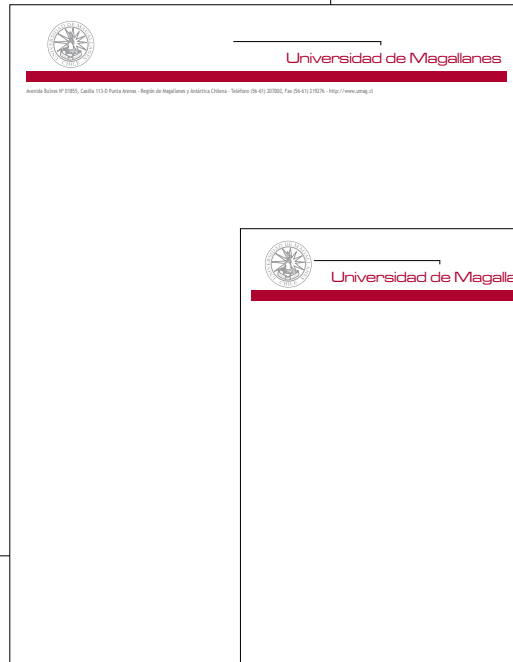 Universidad de Magallanes
Avenida Bulnes Nº 01855, Casilla 113-D Punta Arenas - Región de Magallanes y Antártica Chilena - Teléfono (56-61) 207000, Fax (56-61) 219276 - http://www.umag.cl
Universidad de Magalla